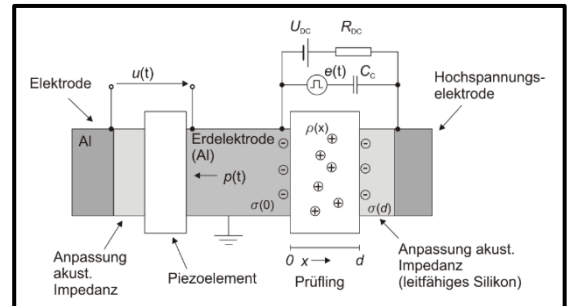 U_DC
R_DC
u(t)
e(t)
C_C
Elektrode
Hochspannungs-
elektrode
Al
Erdelektrode
(Al)
p(t)
ρ(x)
σ(0)
σ(d)
Anpassung
akust.
Impedanz
Piezoelement
0 x d
Prüfling
Anpassung akust.
Impedanz
(leitfähiges Silikon)